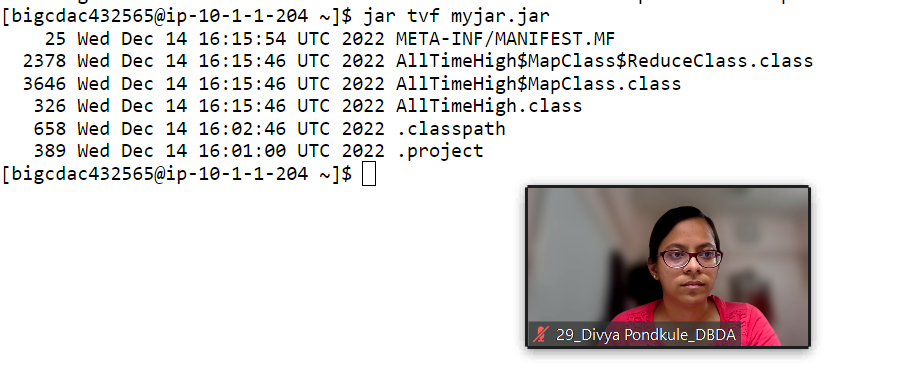 [bigcdac432565@ip-10-1-1-204 ~]$ jar tvf myjar.jar
25 Wed Dec 14 16:15:54 UTC 2022 META-INF/MANIFEST.MF
2378 Wed Dec 14 16:15:46 UTC 2022 AllTimeHigh$MapClass$ReduceClass.class
3646 Wed Dec 14 16:15:46 UTC 2022 AllTimeHigh$MapClass.class
326 Wed Dec 14 16:15:46 UTC 2022 AllTimeHigh.class
658 Wed Dec 14 16:02:46 UTC 2022 .classpath
389 Wed Dec 14 16:01:00 UTC 2022 .project
[bigcdac432565@ip-10-1-1-204 ~]$
29_Divya Pondkule_DBDA